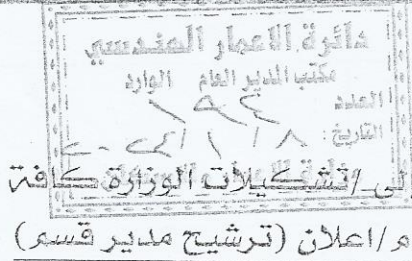 دائرة الاعمار الهندسي
مكتب المدير العام الوارد
العدد
التاريخ:
الى/تشكيلات الوزارة كافة
م/اعلان (ترشيح مدير قسم)